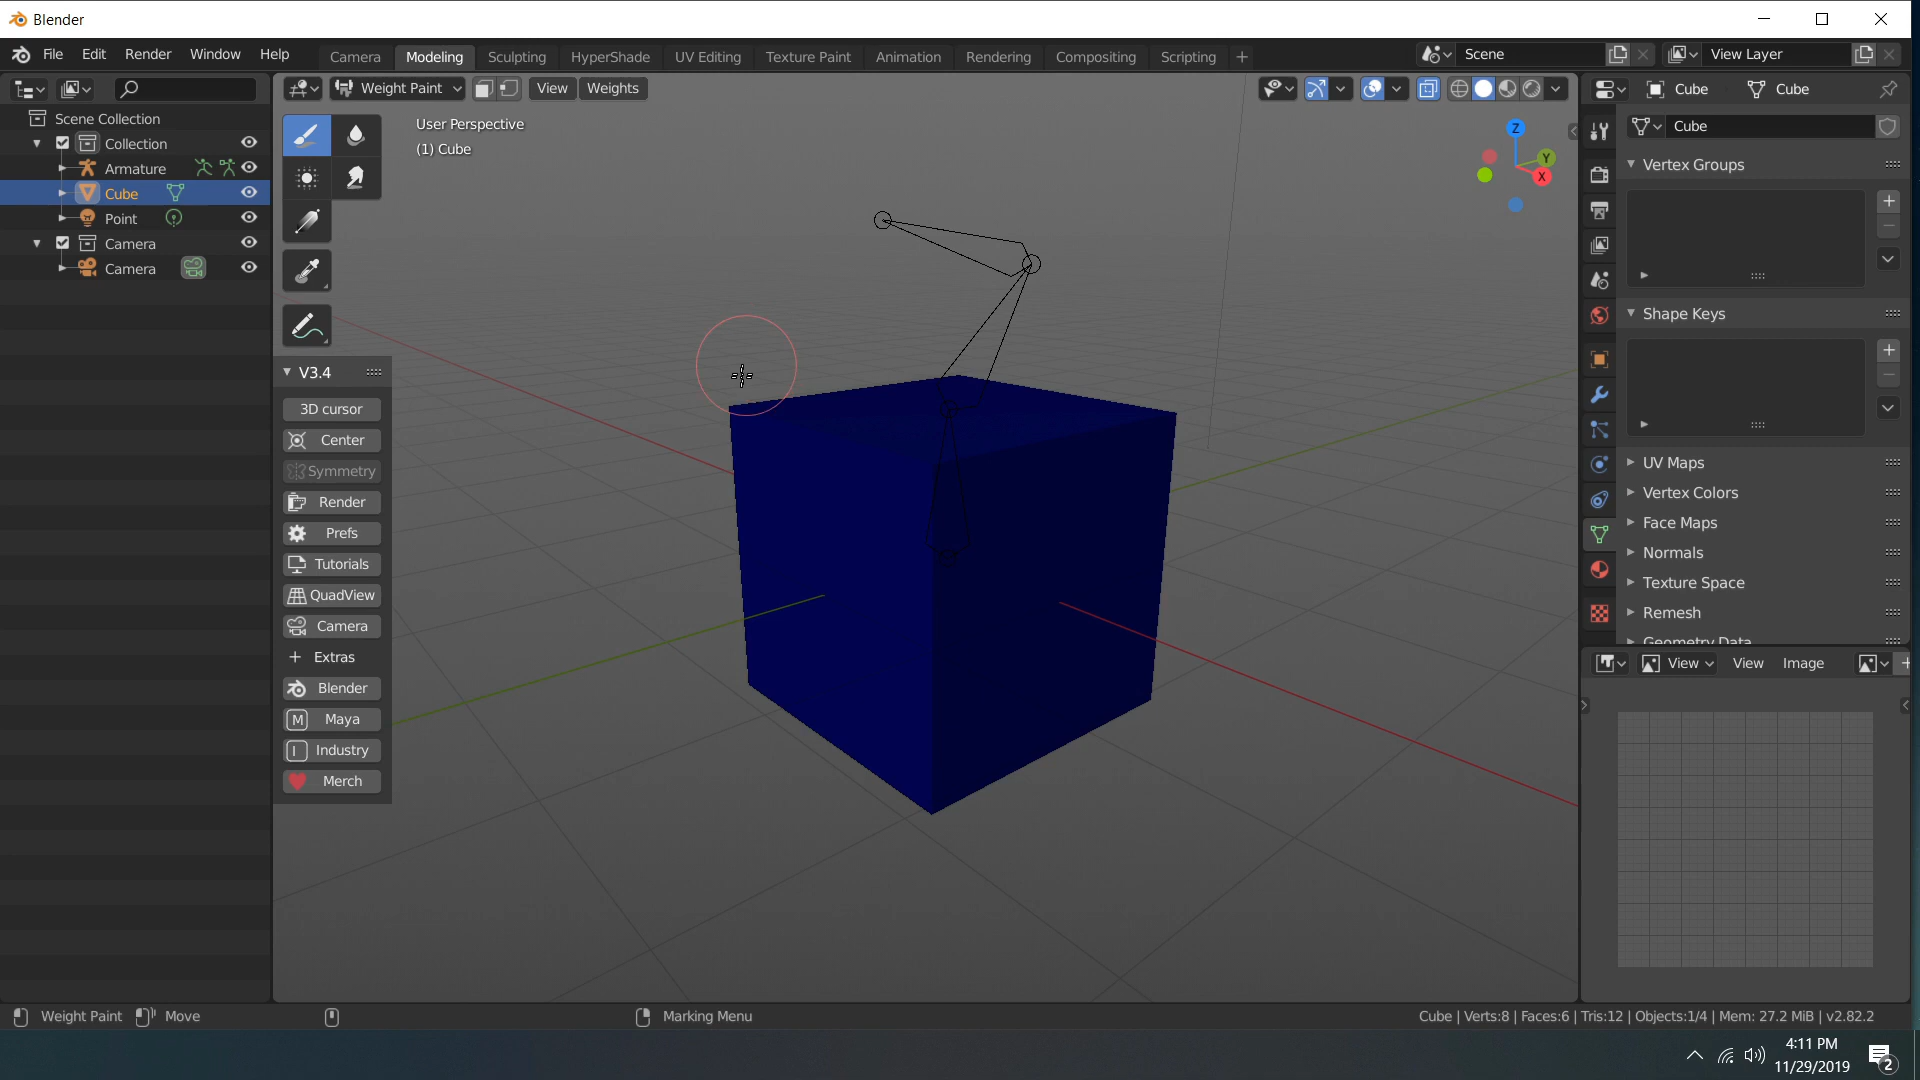 Blender
File Edit Render Window Help
Camera Modeling Sculpting HyperShade UV Editing Texture Paint Animation Rendering Compositing Scripting +
Scene
View Layer
Weight Paint View Weights
Cube Cube
Scene Collection
Collection
Armature
Cube
Point
Camera
Camera
User Perspective
(1) Cube
Z
Y
X
V3.4
3D cursor
Center
Symmetry
Render
Prefs
Tutorials
QuadView
Camera
+ Extras
Blender
M Maya
I Industry
Merch
Cube
Vertex Groups
Shape Keys
UV Maps
Vertex Colors
Face Maps
Normals
Texture Space
Remesh
Geometry Data
View View Image
Weight Paint Move Marking Menu
Cube | Verts:8 | Faces:6 | Tris:12 | Objects:1/4 | Mem: 27.2 MiB | v2.82.2
4:11 PM
11/29/2019
2